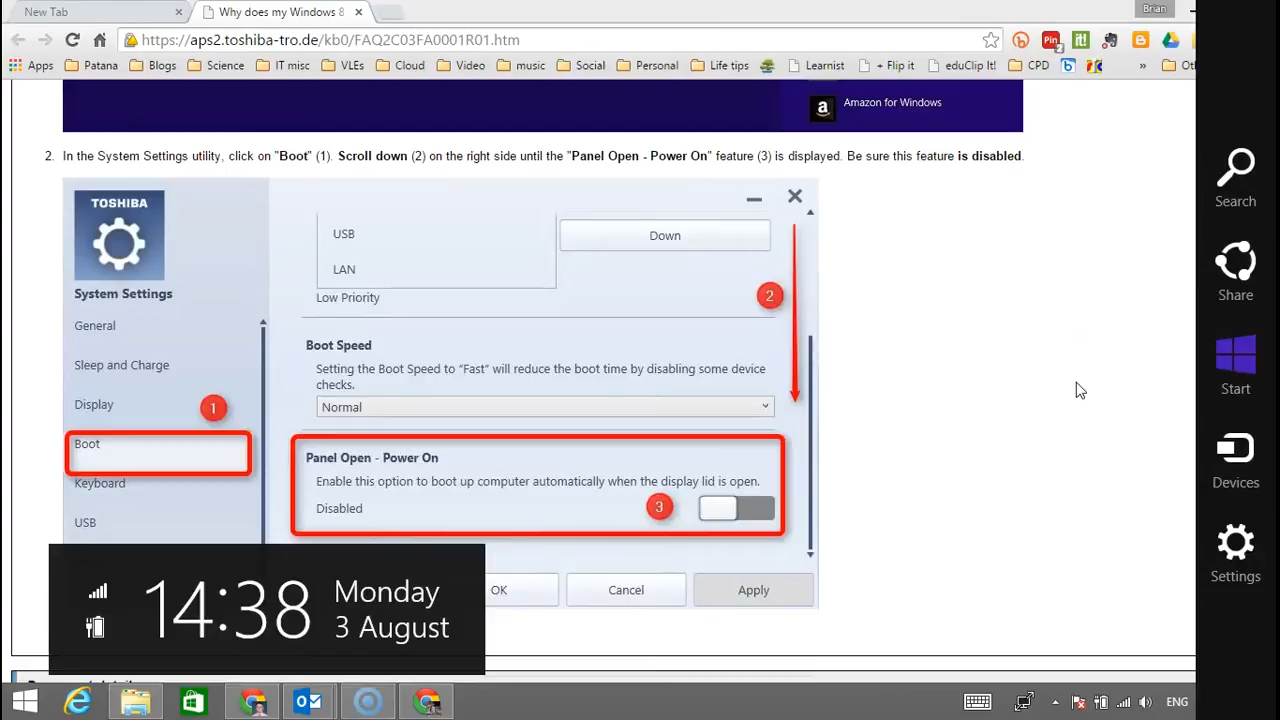 New Tab
Why does my Windows 8
Brian
https://aps2.toshiba-tro.de/kb0/FAQ2C03FA0001R01.htm
Pin
2
it!
Apps
Patana
Blogs
Science
IT misc
VLEs
Cloud
Video
music
Social
Personal
Life tips
Learnist
+ Flip it
eduClip It!
CPD
»
Amazon for Windows
2. In the System Settings utility, click on "Boot" (1). Scroll down (2) on the right side until the "Panel Open - Power On" feature (3) is displayed. Be sure this feature is disabled.
TOSHIBA
System Settings
General
Sleep and Charge
Display
1
Boot
Keyboard
USB
USB
Down
LAN
Low Priority
2
Boot Speed
Setting the Boot Speed to "Fast" will reduce the boot time by disabling some device
checks.
Normal
Panel Open - Power On
Enable this option to boot up computer automatically when the display lid is open.
Disabled
3
OK
Cancel
Apply
14:38
Monday
3 August
Search
Share
Start
Devices
Settings
ENG